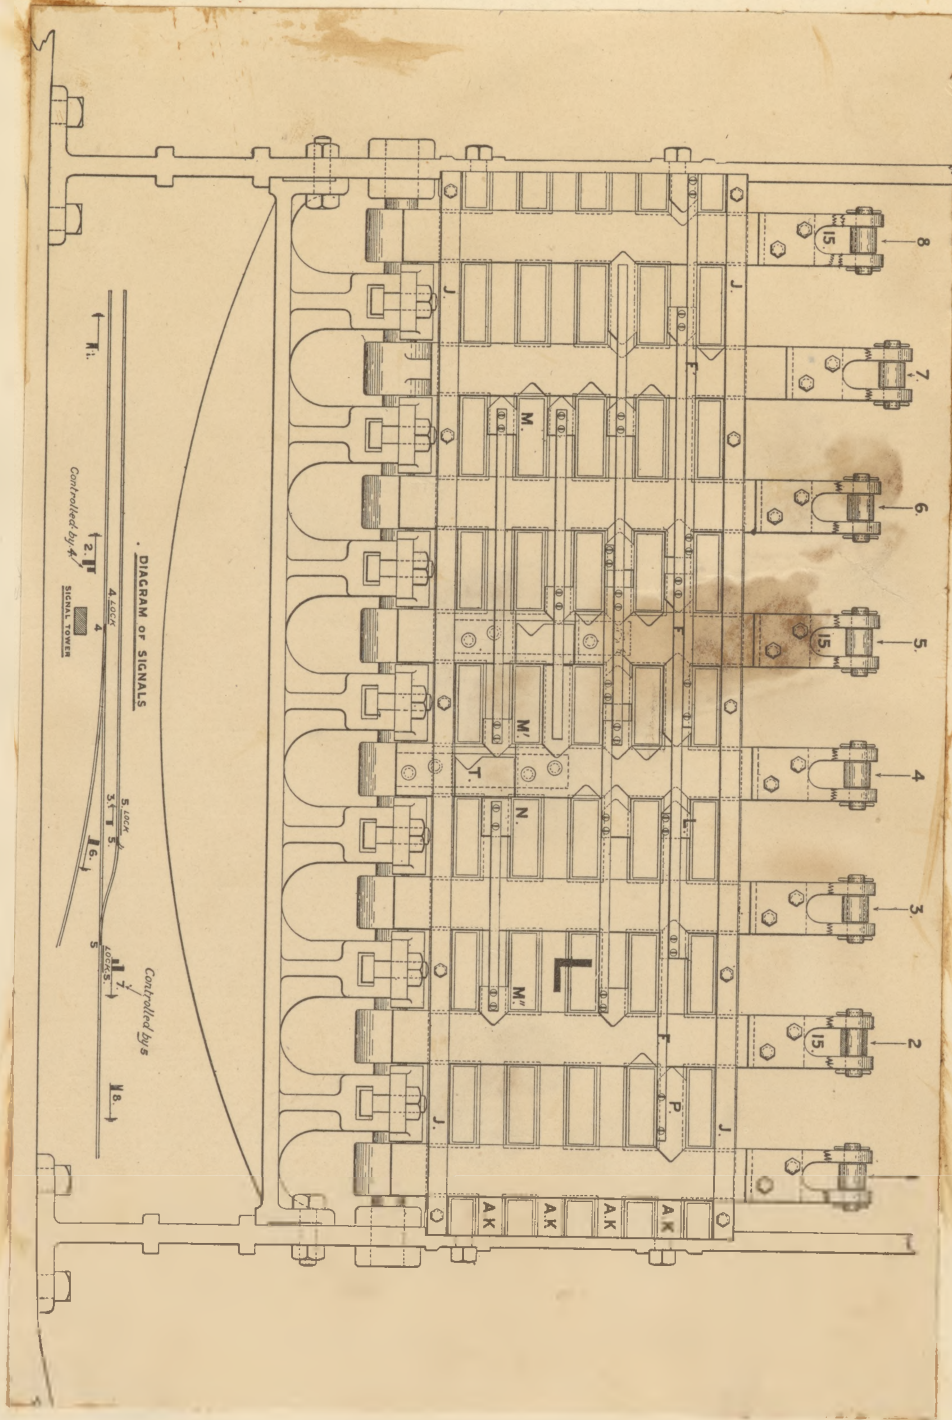 8
7.
6.
5.
4
3.
2
15
15
15
J.
J.
F.
M.
F.
M'
T.
N.
L
L
M"
F
P.
J.
J.
A.K
A.K
A.K
A.K
DIAGRAM OF SIGNALS
1.
2.
Controlled by 4
SIGNAL TOWER
4 LOCK
4
5 LOCK
3.
5.
6.
5
LOCK 5
7.
Controlled by 5
8.